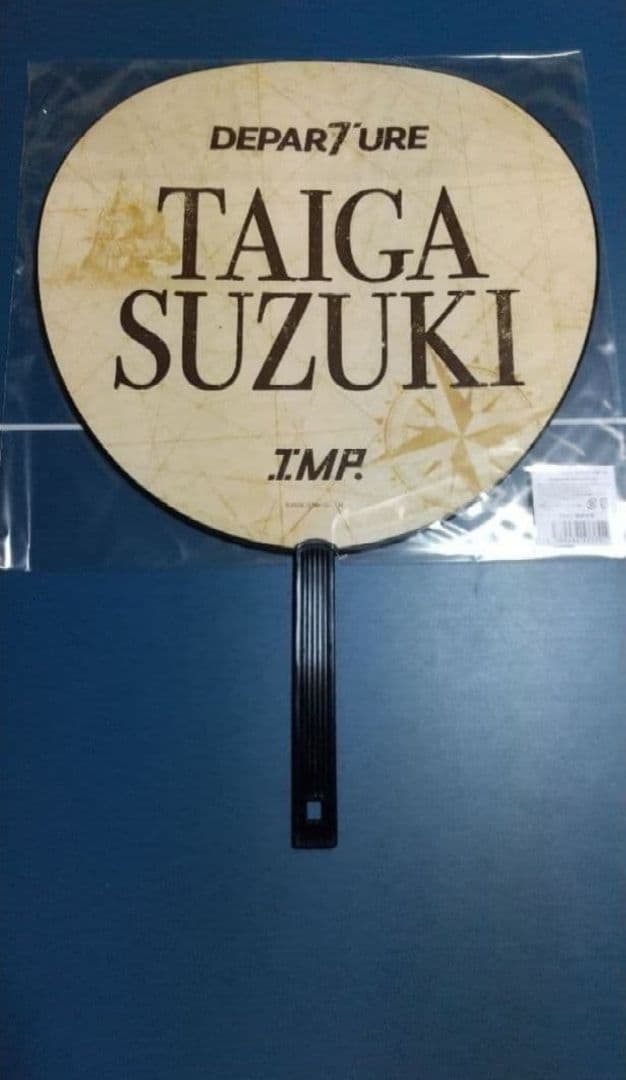 DEPAR7URE
TAIGA
SUZUKI
IMP.